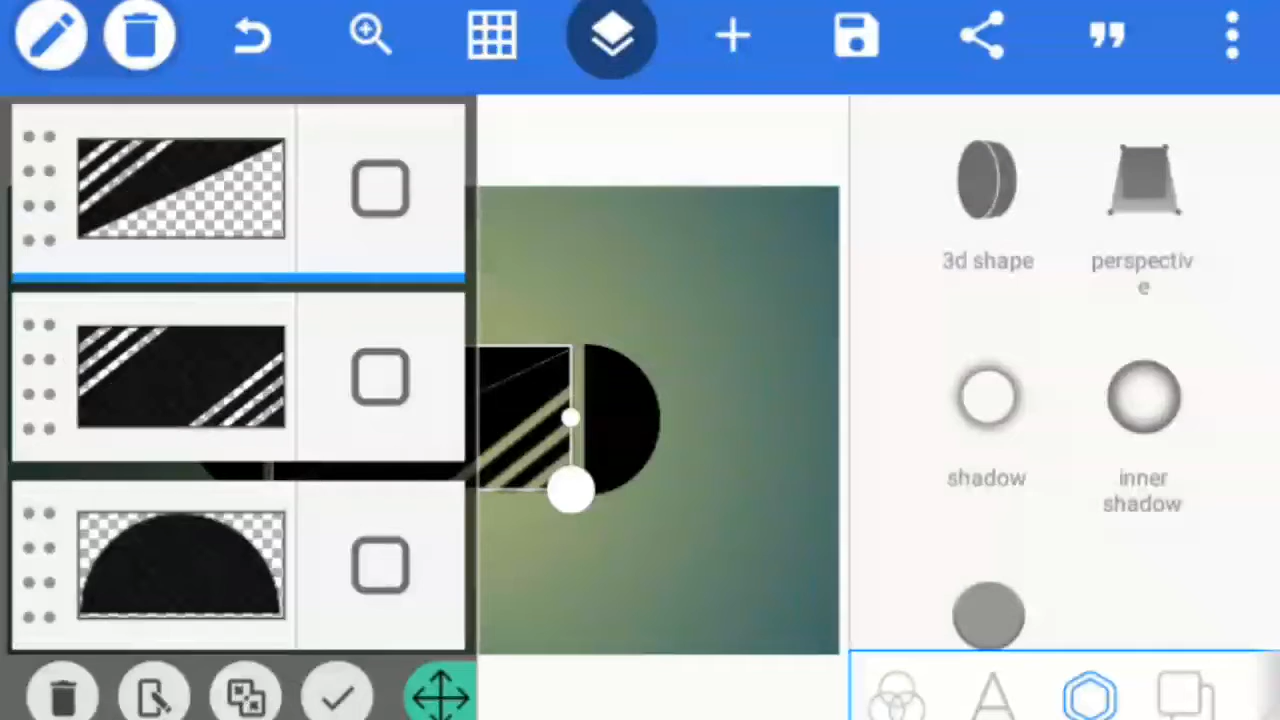 3d shape
perspectiv
e
shadow
inner
shadow